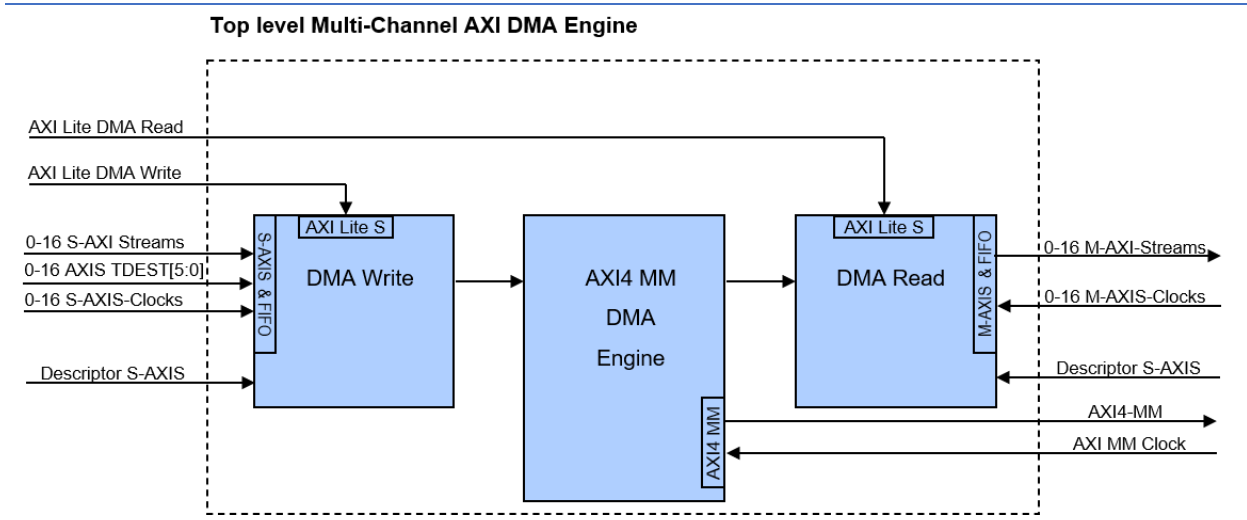 Top level Multi-Channel AXI DMA Engine
AXI Lite DMA Read
AXI Lite DMA Write
0-16 S-AXI Streams
0-16 AXIS TDEST[5:0]
0-16 S-AXIS-Clocks
Descriptor S-AXIS
S-AXIS & FIFO
AXI Lite S
DMA Write
AXI4 MM
DMA
Engine
AXI4 MM
AXI Lite S
DMA Read
M-AXIS & FIFO
0-16 M-AXI-Streams
0-16 M-AXIS-Clocks
Descriptor S-AXIS
AXI4-MM
AXI MM Clock